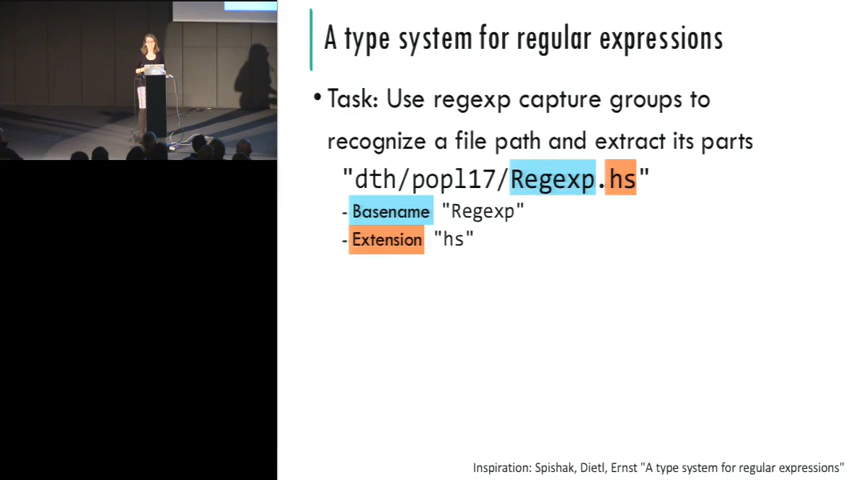 A type system for regular expressions
• Task: Use regexp capture groups to
recognize a file path and extract its parts
"dth/popl17/Regexp.hs"
- Basename "Regexp"
- Extension "hs"
Inspiration: Spishak, Dietl, Ernst "A type system for regular expressions"